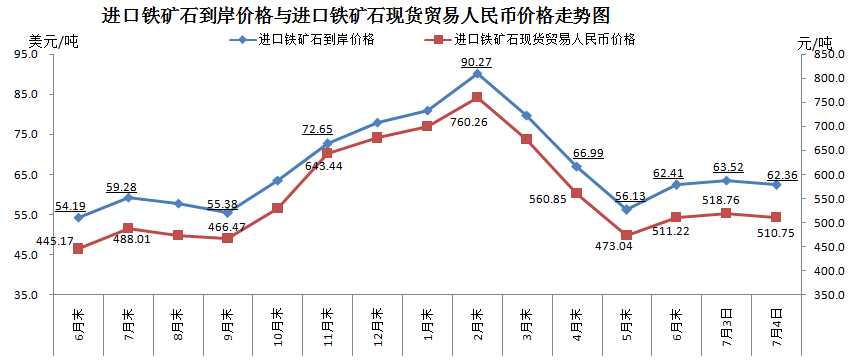 进口铁矿石到岸价格与进口铁矿石现货贸易人民币价格走势图
美元/吨
进口铁矿石到岸价格
进口铁矿石现货贸易人民币价格
元/吨
95.0
85.0
75.0
65.0
55.0
45.0
35.0
850.0
800.0
750.0
700.0
650.0
600.0
550.0
500.0
450.0
400.0
350.0
54.19
59.28
55.38
72.65
90.27
66.99
56.13
62.41
63.52
62.36
445.17
488.01
466.47
643.44
760.26
560.85
473.04
511.22
518.76
510.75
6月末
7月末
8月末
9月末
10月末
11月末
12月末
1月末
2月末
3月末
4月末
5月末
6月末
7月3日
7月4日